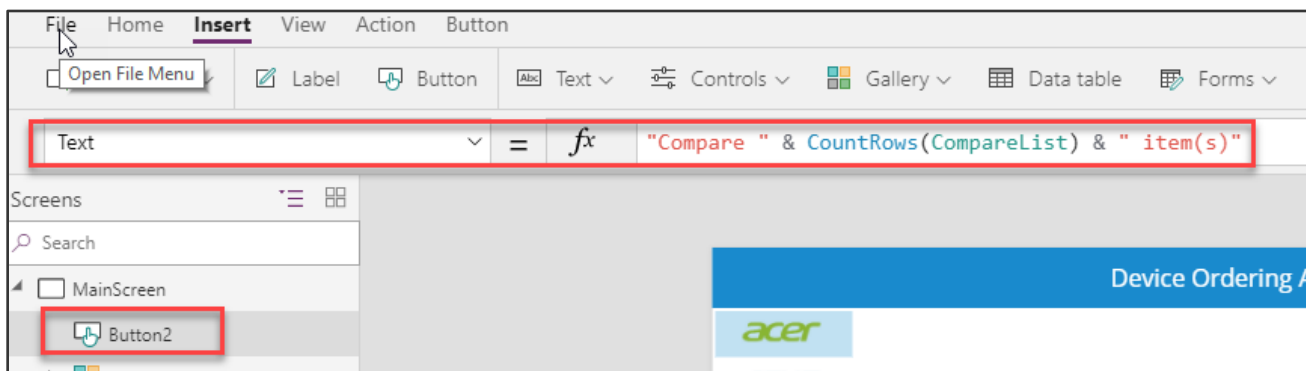 File Home Insert View Action Button
Open File Menu Label Button Abc Text Controls Gallery Data table Forms
Text = fx "Compare " & CountRows(CompareList) & " item(s)"
Screens
Search
MainScreen
Device Ordering A
Button2
acer